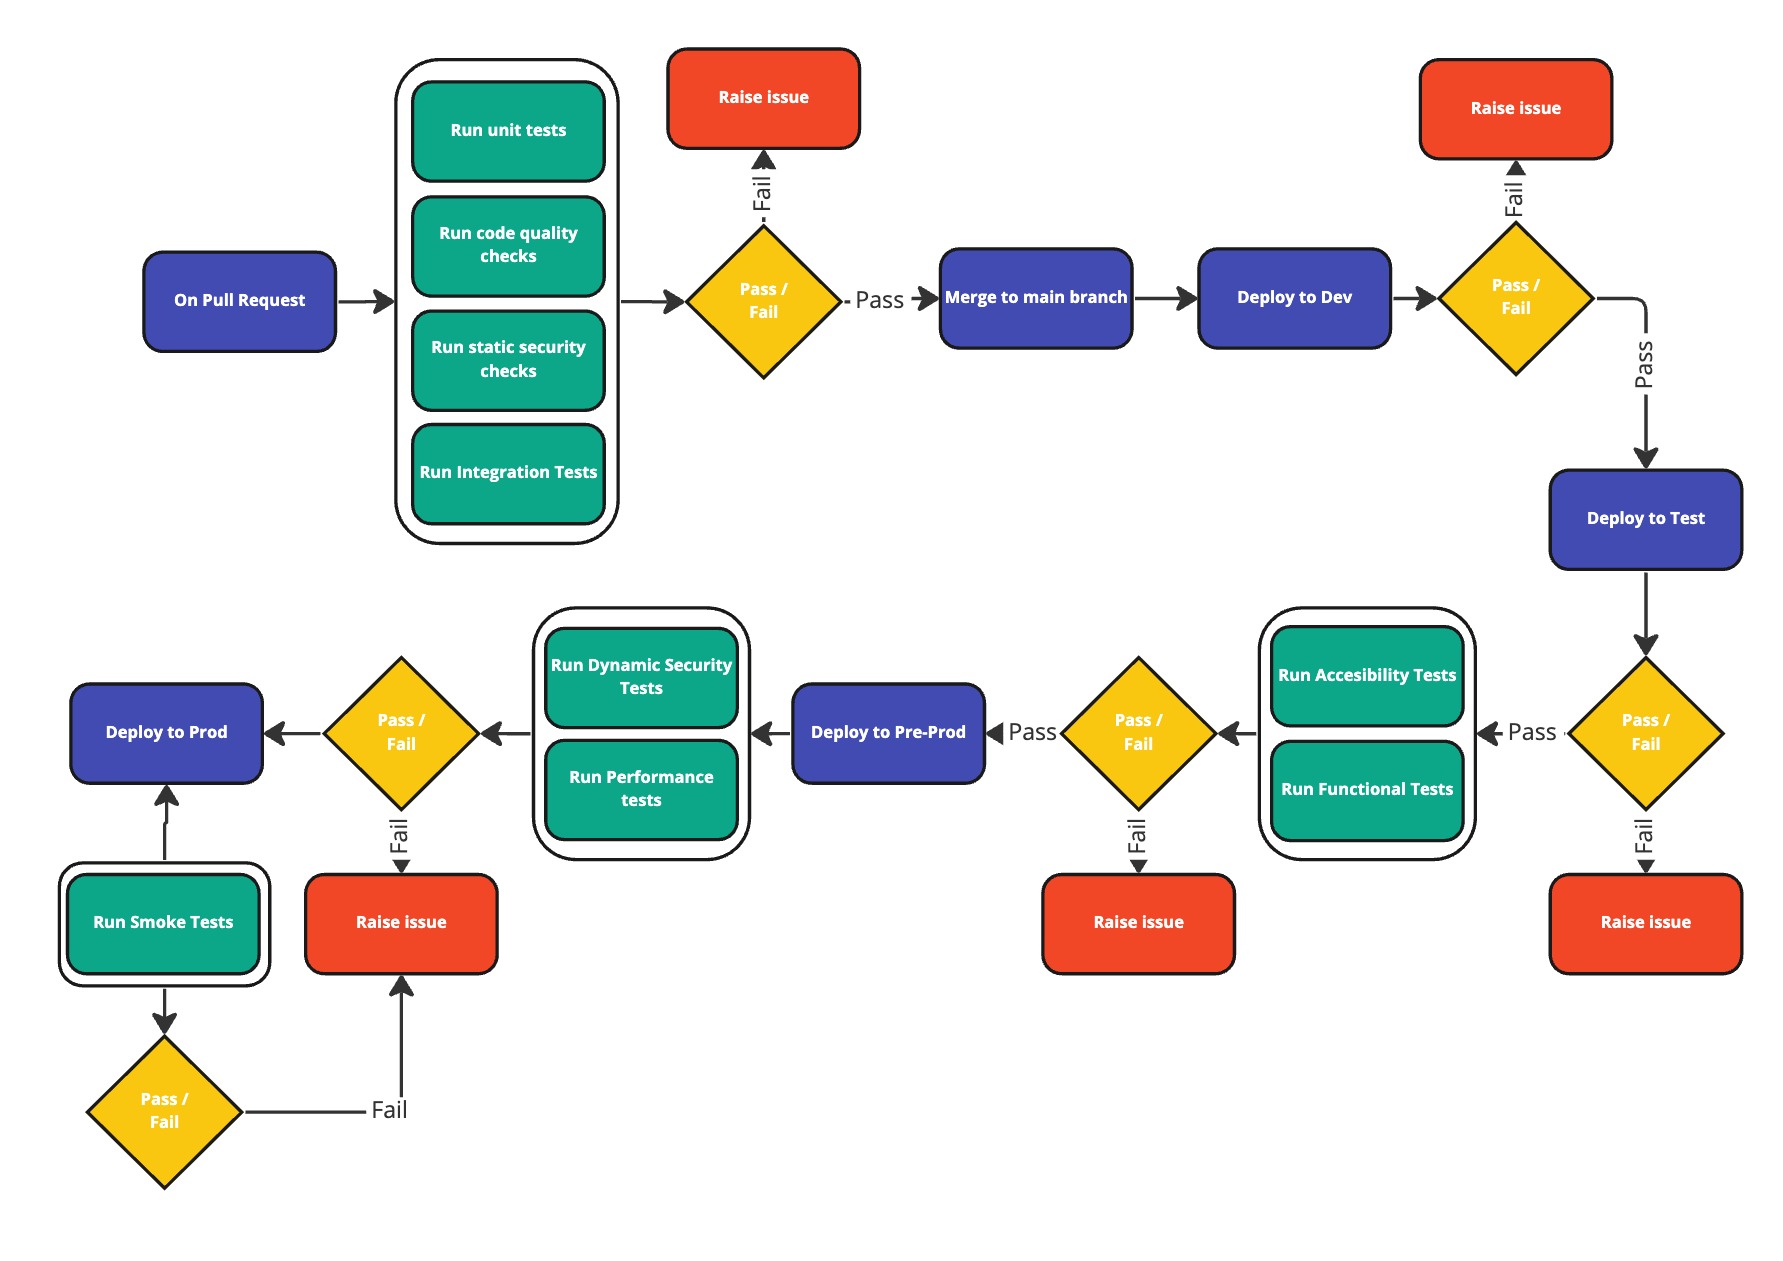 Run unit tests
Run code quality
checks
Run static security
checks
Run Integration Tests
On Pull Request
Raise issue
Fail
Pass /
Fail
Pass
Merge to main branch
Deploy to Dev
Raise issue
Fail
Pass /
Fail
Pass
Deploy to Test
Pass /
Fail
Fail
Raise issue
Pass
Run Accesibility Tests
Run Functional Tests
Pass /
Fail
Fail
Raise issue
Pass
Deploy to Pre-Prod
Run Dynamic Security
Tests
Run Performance
tests
Pass /
Fail
Fail
Raise issue
Deploy to Prod
Run Smoke Tests
Pass /
Fail
Fail